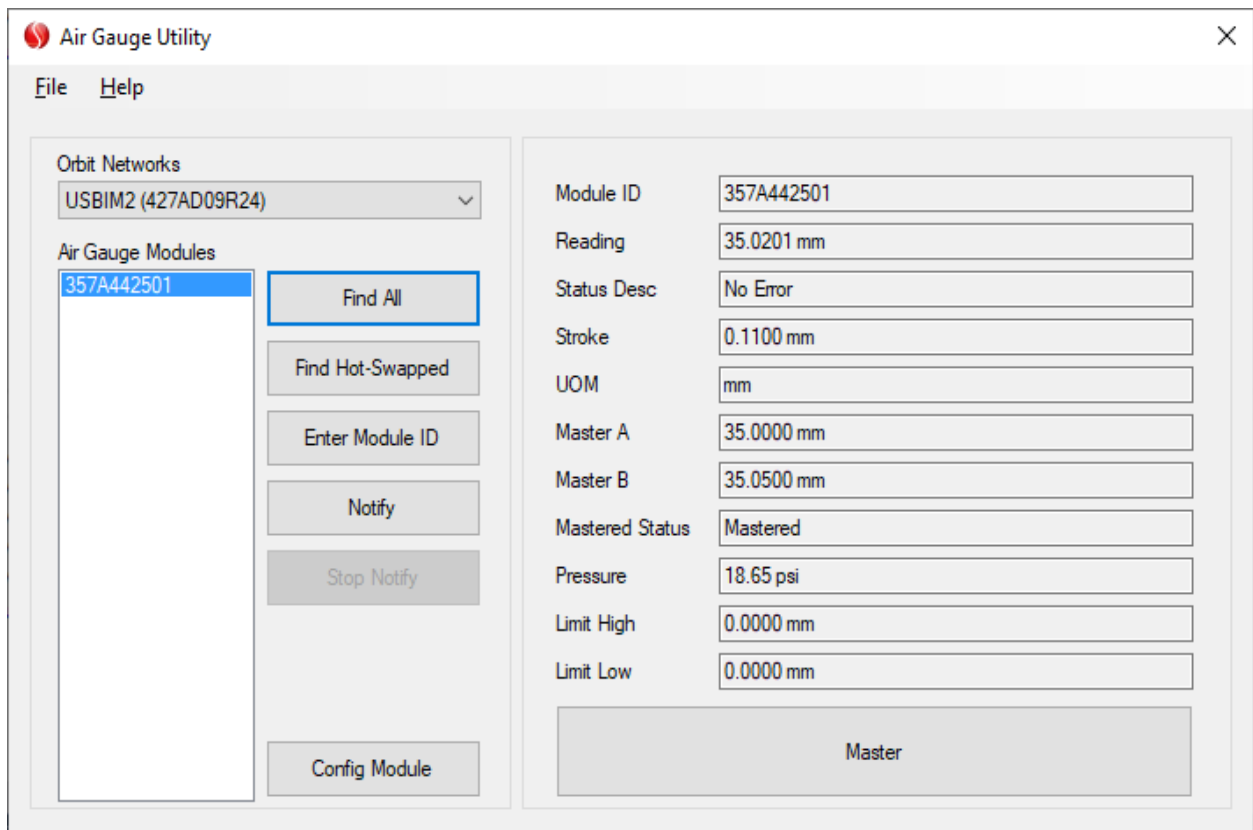 Air Gauge Utility
File Help
Orbit Networks
USBIM2 (427AD09R24)
Air Gauge Modules
357A442501
Find All
Find Hot-Swapped
Enter Module ID
Notify
Stop Notify
Config Module
Module ID 357A442501
Reading 35.0201 mm
Status Desc No Error
Stroke 0.1100 mm
UOM mm
Master A 35.0000 mm
Master B 35.0500 mm
Mastered Status Mastered
Pressure 18.65 psi
Limit High 0.0000 mm
Limit Low 0.0000 mm
Master